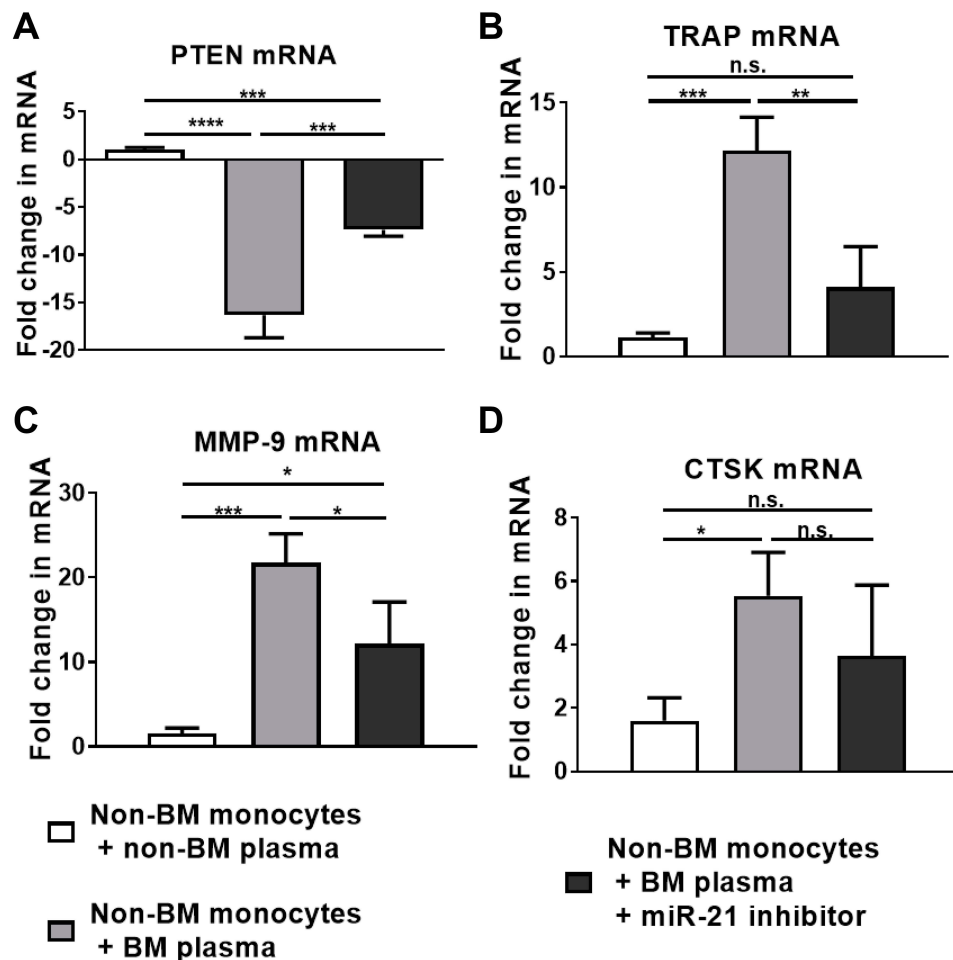 A
PTEN mRNA
Fold change in mRNA
5
0
-5
-10
-15
-20
***
****
***
B
TRAP mRNA
Fold change in mRNA
15
10
5
0
n.s.
***
**
C
MMP-9 mRNA
Fold change in mRNA
30
20
10
0
*
***
*
D
CTSK mRNA
Fold change in mRNA
8
6
4
2
0
n.s.
*
n.s.
Non-BM monocytes
+ non-BM plasma
Non-BM monocytes
+ BM plasma
Non-BM monocytes
+ BM plasma
+ miR-21 inhibitor